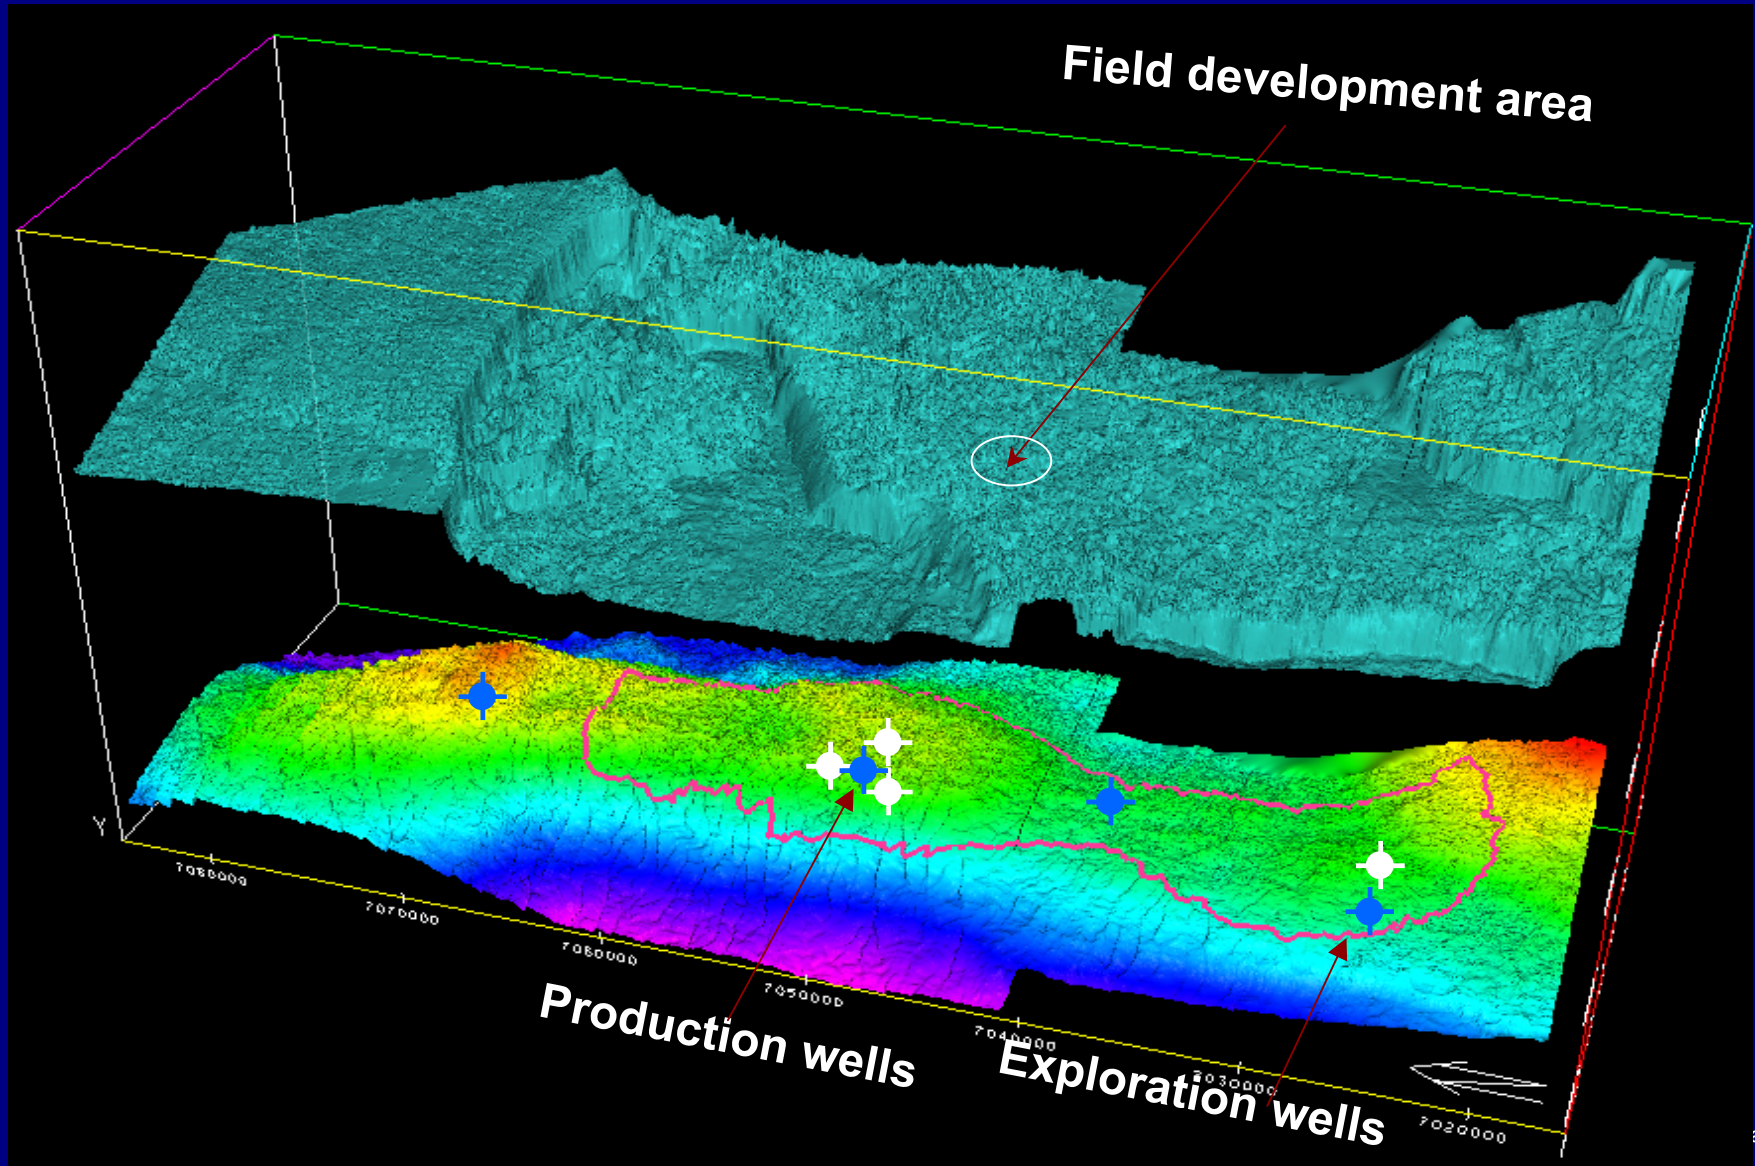 Field development area
Y
7080000
7070000
7060000
7050000
7040000
7030000
7020000
Production wells
Exploration wells